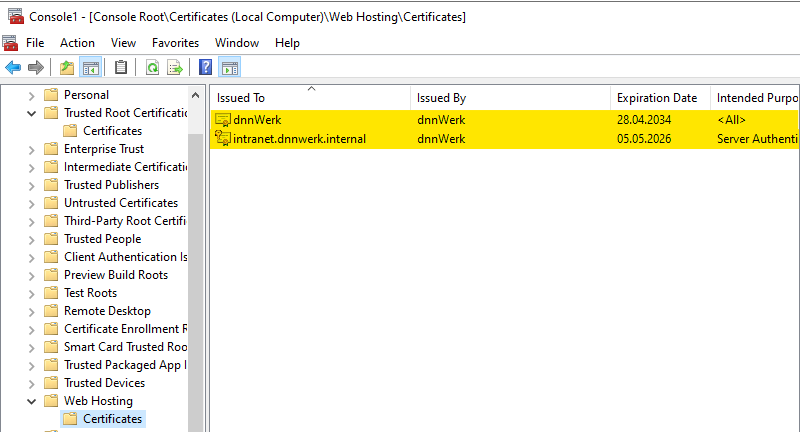 Console1 - [Console Root\Certificates (Local Computer)\Web Hosting\Certificates]
File Action View Favorites Window Help
Personal
Trusted Root Certificatic
Certificates
Enterprise Trust
Intermediate Certificatic
Trusted Publishers
Untrusted Certificates
Third-Party Root Certifi
Trusted People
Client Authentication Is
Preview Build Roots
Test Roots
Remote Desktop
Certificate Enrollment R
Smart Card Trusted Roo
Trusted Packaged App I
Trusted Devices
Web Hosting
Certificates
Issued To Issued By Expiration Date Intended Purpo
dnnWerk dnnWerk 28.04.2034 <All>
intranet.dnnwerk.internal dnnWerk 05.05.2026 Server Authenti